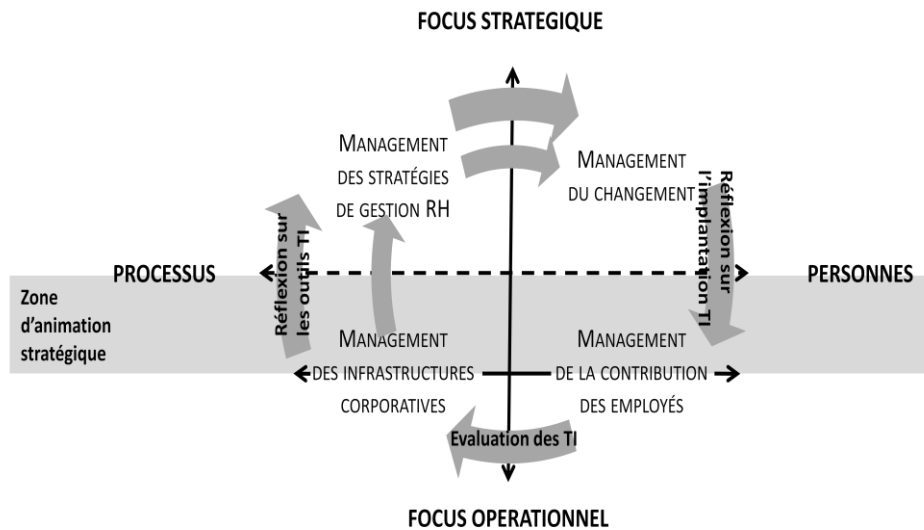 FOCUS STRATEGIQUE
MANAGEMENT
DES STRATÉGIES
DE GESTION RH
MANAGEMENT
DU CHANGEMENT
Réflexion sur
les outils TI
Réflexion sur
l'implantation TI
PROCESSUS
PERSONNES
Zone
d'animation
stratégique
MANAGEMENT
DES INFRASTRUCTURES
CORPORATIVES
MANAGEMENT
DE LA CONTRIBUTION
DES EMPLOYÉS
Evaluation des TI
FOCUS OPERATIONNEL